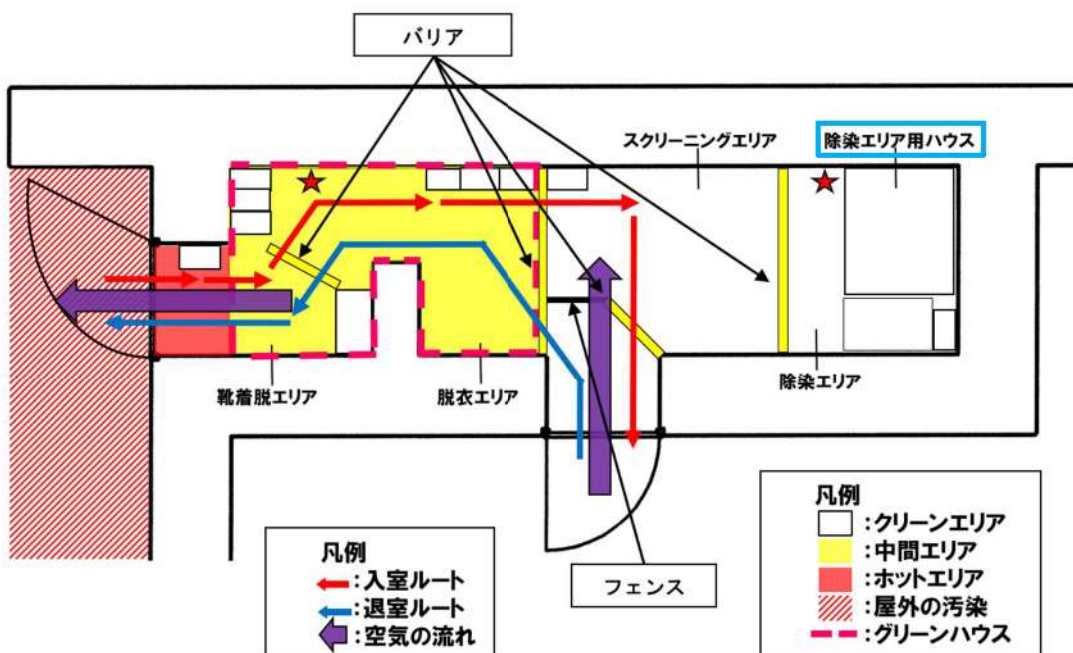 バリア
スクリーニングエリア
除染エリア用ハウス
靴着脱エリア
脱衣エリア
除染エリア
フェンス
凡例
:入室ルート
:退室ルート
:空気の流れ
凡例
:クリーンエリア
:中間エリア
:ホットエリア
:屋外の汚染
:グリーンハウス